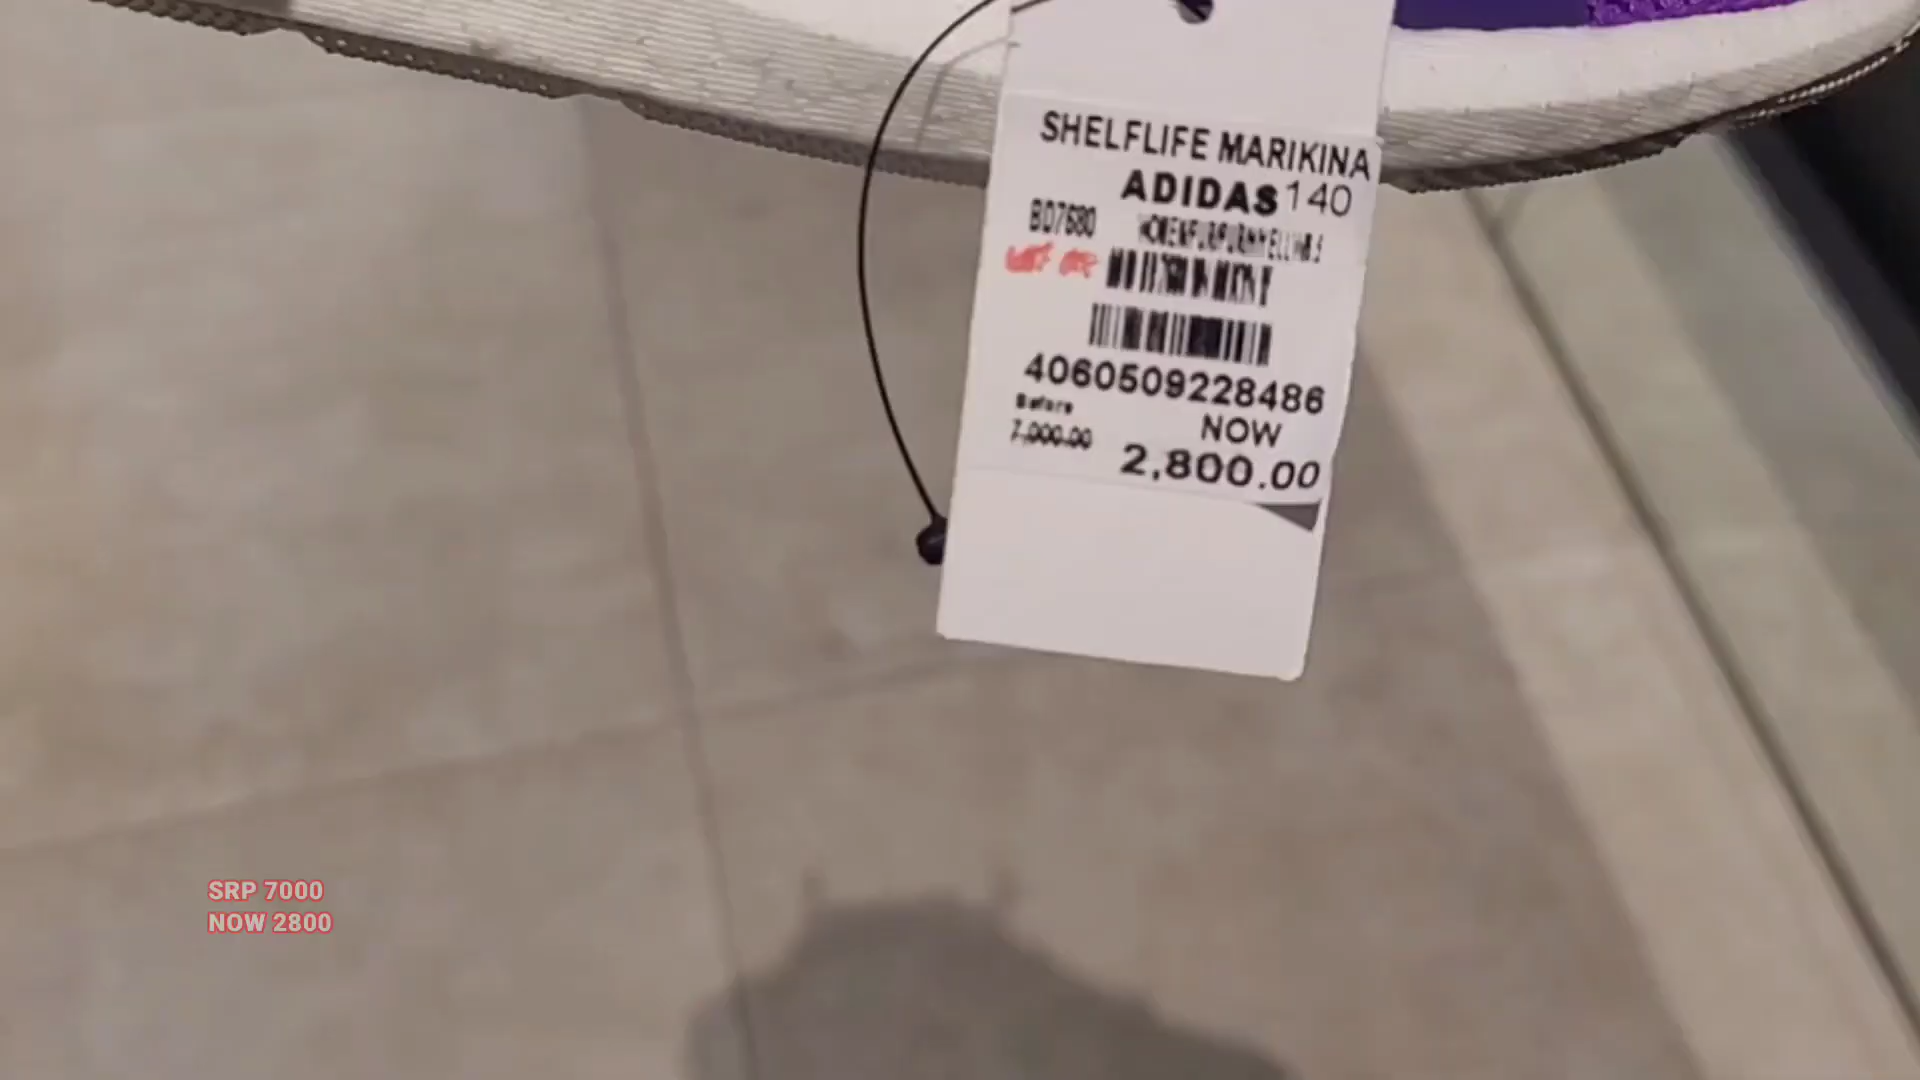 SHELFLIFE MARIKINA
ADIDAS 140
BD7680
4060509228486
Before
NOW
7,000.00
2,800.00
SRP 7000
NOW 2800